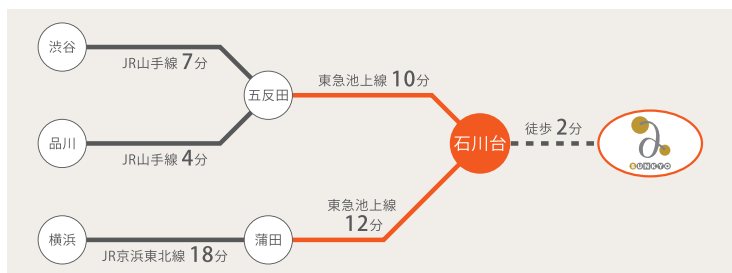 渋谷
JR山手線 7分
五反田
東急池上線 10分
品川
JR山手線 4分
石川台
徒歩 2分
BUNKYO
横浜
JR京浜東北線 18分
蒲田
東急池上線
12分